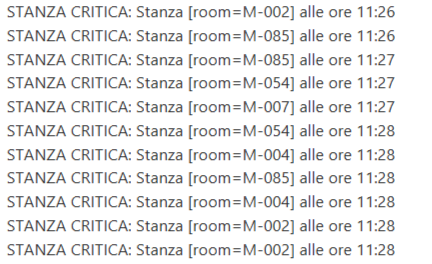 STANZA CRITICA: Stanza [room=M-002] alle ore 11:26
STANZA CRITICA: Stanza [room=M-085] alle ore 11:26
STANZA CRITICA: Stanza [room=M-085] alle ore 11:27
STANZA CRITICA: Stanza [room=M-054] alle ore 11:27
STANZA CRITICA: Stanza [room=M-007] alle ore 11:27
STANZA CRITICA: Stanza [room=M-054] alle ore 11:28
STANZA CRITICA: Stanza [room=M-004] alle ore 11:28
STANZA CRITICA: Stanza [room=M-085] alle ore 11:28
STANZA CRITICA: Stanza [room=M-004] alle ore 11:28
STANZA CRITICA: Stanza [room=M-002] alle ore 11:28
STANZA CRITICA: Stanza [room=M-002] alle ore 11:28